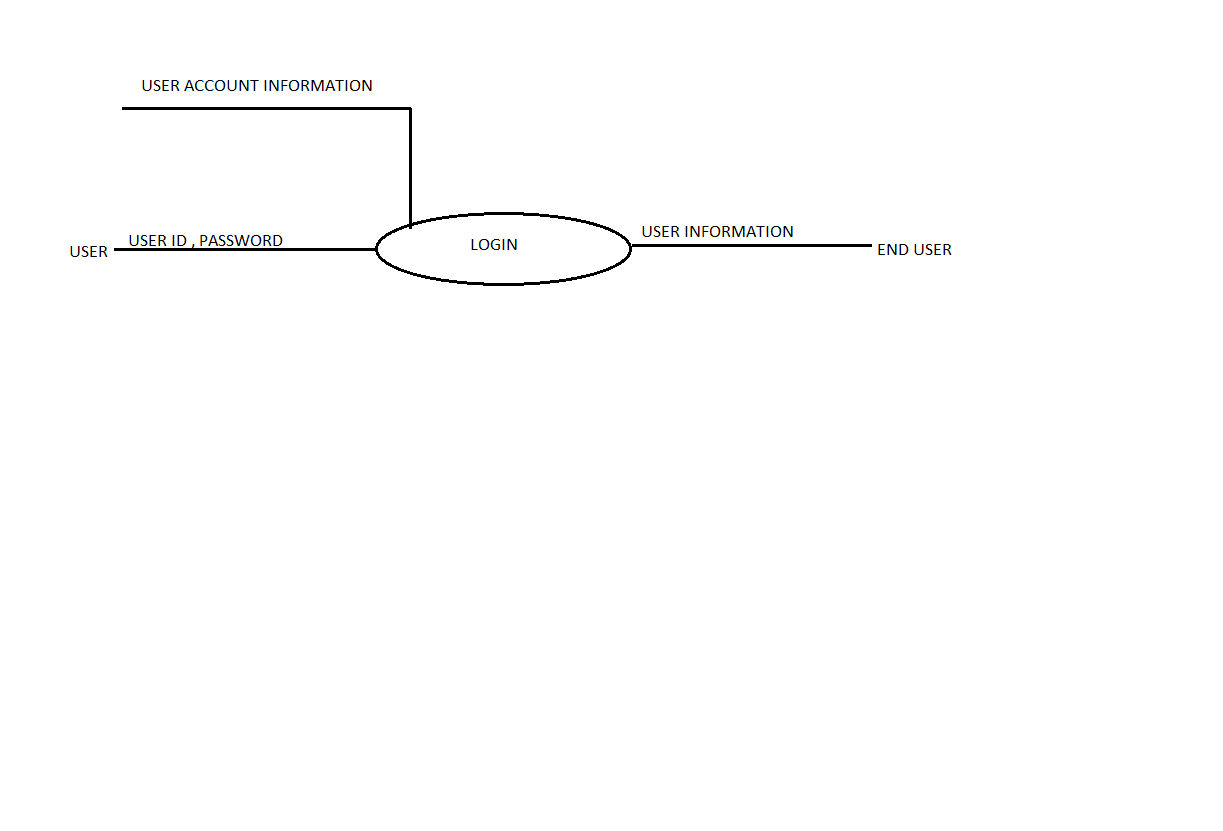 USER ACCOUNT INFORMATION
USER
USER ID , PASSWORD
LOGIN
USER INFORMATION
END USER